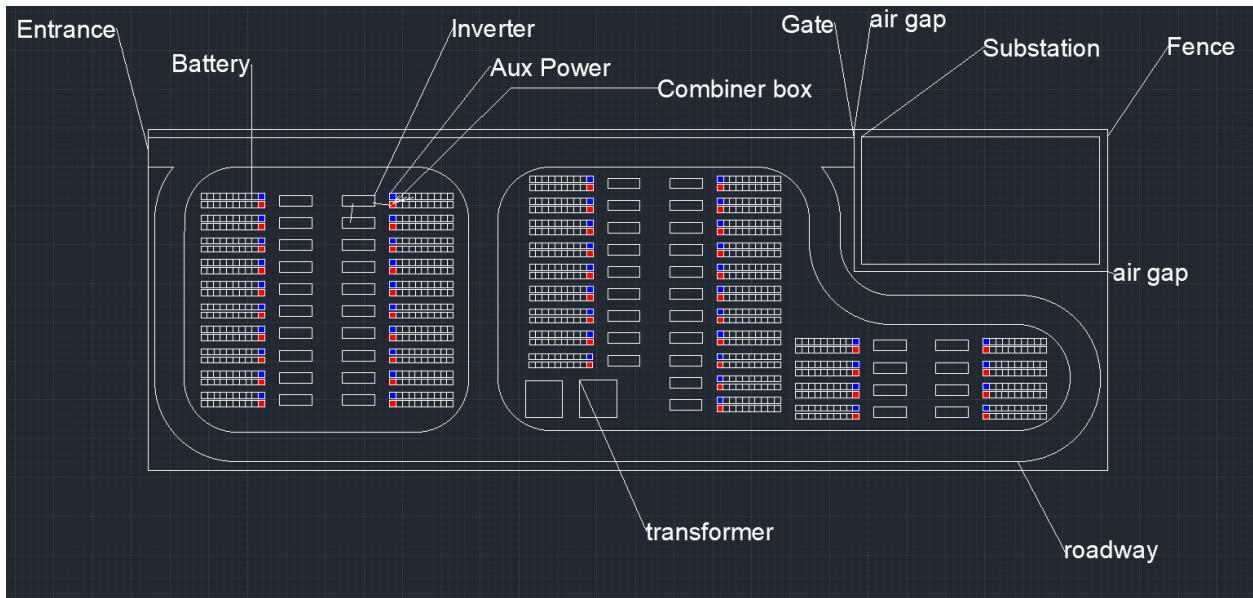 Entrance
Inverter
Gate
air gap
Battery
Aux Power
Substation
Fence
Combiner box
air gap
transformer
roadway